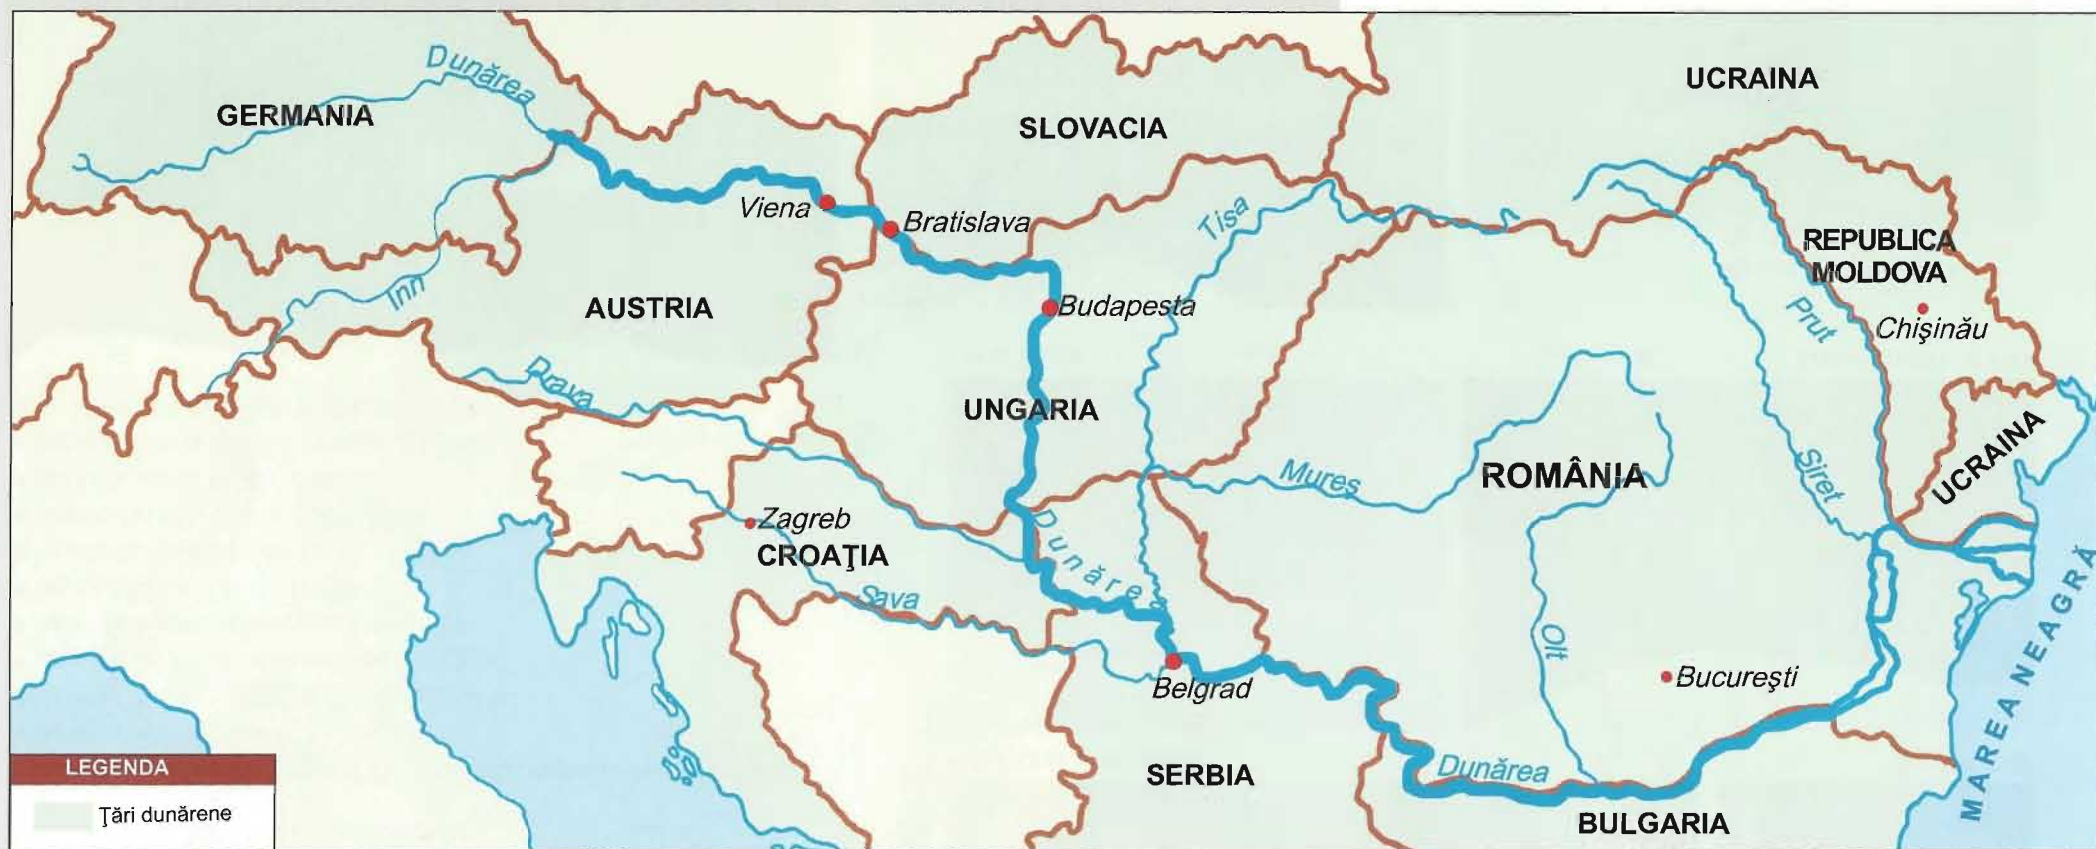 Dunărea
GERMANIA
SLOVACIA
UCRAINA
Viena
Bratislava
Tisa
REPUBLICA
MOLDOVA
Inn
AUSTRIA
Budapesta
Prut
Chişinău
Drava
UNGARIA
UCRAINA
Mureş
ROMÂNIA
Siret
Zagreb
CROAŢIA
Dunărea
Sava
Olt
Belgrad
Bucureşti
MAREA NEAGRĂ
SERBIA
Dunărea
BULGARIA
LEGENDA
Ţări dunărene